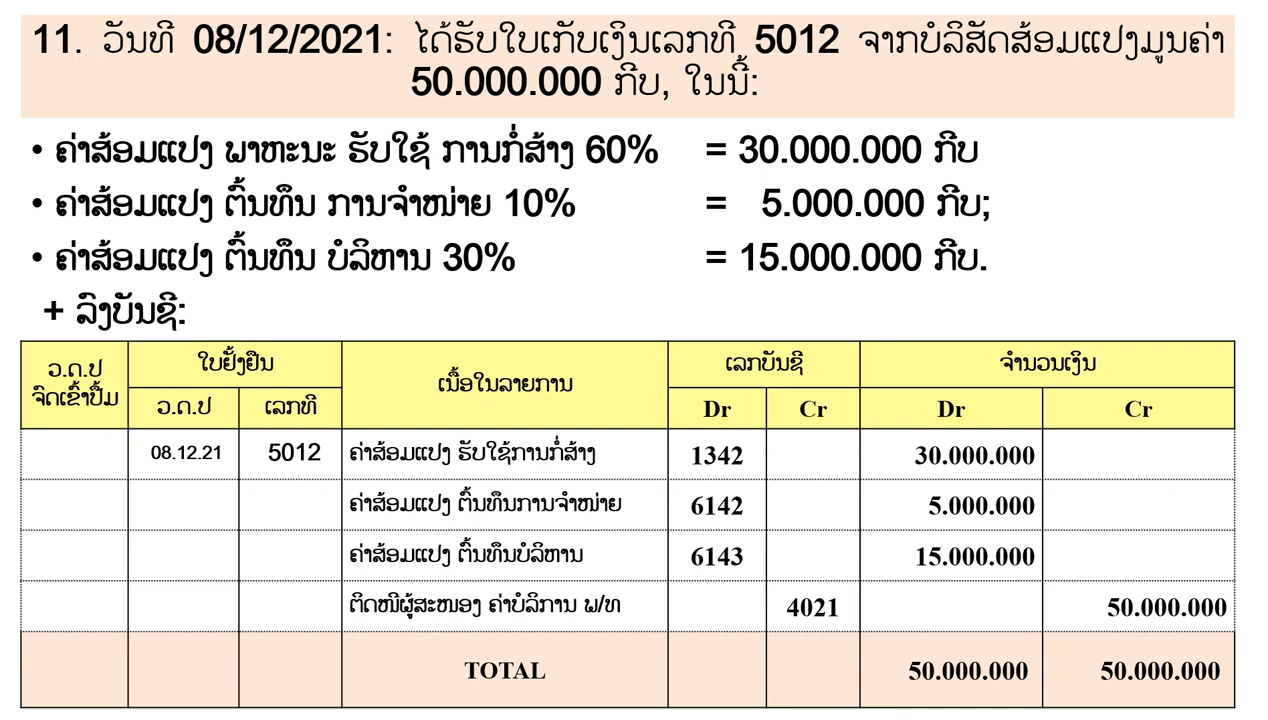 11. ວັນທີ 08/12/2021: ໄດ້ຮັບໃບເກັບເງິນເລກທີ 5012 ຈາກບໍລິສັດສ້ອມແປງມູນຄ່າ
50.000.000 ກີບ, ໃນນີ້:
• ຄ່າສ້ອມແປງ ພາຫະນະ ຮັບໃຊ້ ການກໍ່ສ້າງ 60% = 30.000.000 ກີບ
• ຄ່າສ້ອມແປງ ຕົ້ນທຶນ ການຈຳໜ່າຍ 10% = 5.000.000 ກີບ;
• ຄ່າສ້ອມແປງ ຕົ້ນທຶນ ບໍລິຫານ 30% = 15.000.000 ກີບ.
+ ລົງບັນຊີ:
ວ.ດ.ປ
ຈົດເຂົ້າປຶ້ມ
ໃບຢັ້ງຢືນ
ເນື້ອໃນລາຍການ
ເລກບັນຊີ
ຈຳນວນເງິນ
ວ.ດ.ປ ເລກທີ Dr Cr Dr Cr
08.12.21 5012 ຄ່າສ້ອມແປງ ຮັບໃຊ້ການກໍ່ສ້າງ 1342 30.000.000
ຄ່າສ້ອມແປງ ຕົ້ນທຶນການຈຳໜ່າຍ 6142 5.000.000
ຄ່າສ້ອມແປງ ຕົ້ນທຶນບໍລິຫານ 6143 15.000.000
ຕິດໜີ້ຜູ້ສະໜອງ ຄ່າບໍລິການ ພ/ທ 4021 50.000.000
TOTAL 50.000.000 50.000.000